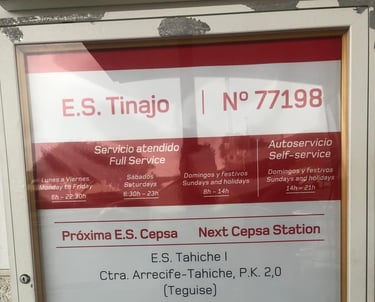 E.S. Tinajo | Nº 77198
Servicio atendido
Full Service
Autoservicio
Self-service
Lunes a Viernes
Monday to Friday
6h - 22:30h
Sábados
Saturdays
6:30h - 23h
Domingos y festivos
Sundays and holidays
8h - 14h
Domingos y festivos
Sundays and holidays
14h - 21h
Próxima E.S. Cepsa Next Cepsa Station
E.S. Tahiche I
Ctra. Arrecife-Tahiche, P.K. 2,0
(Teguise)